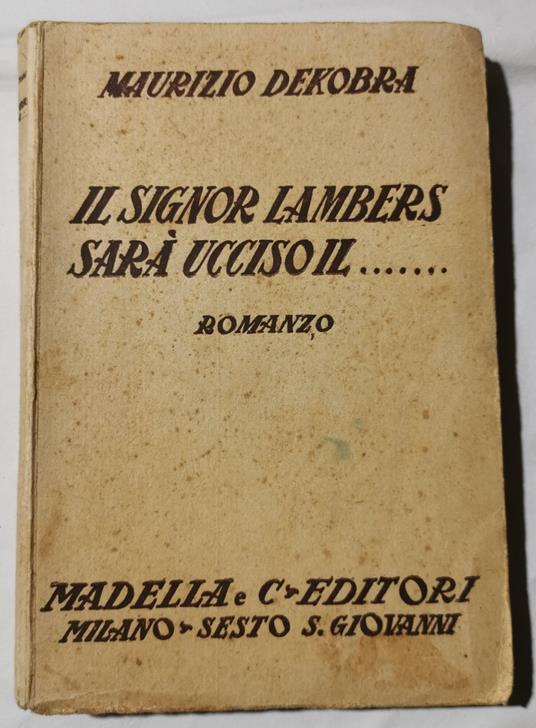 MAURIZIO DEKOBRA
IL SIGNOR LAMBERS
SARÀ UCCISO IL .......
ROMANZO
MADELLA e C. EDITORI
MILANO - SESTO S. GIOVANNI